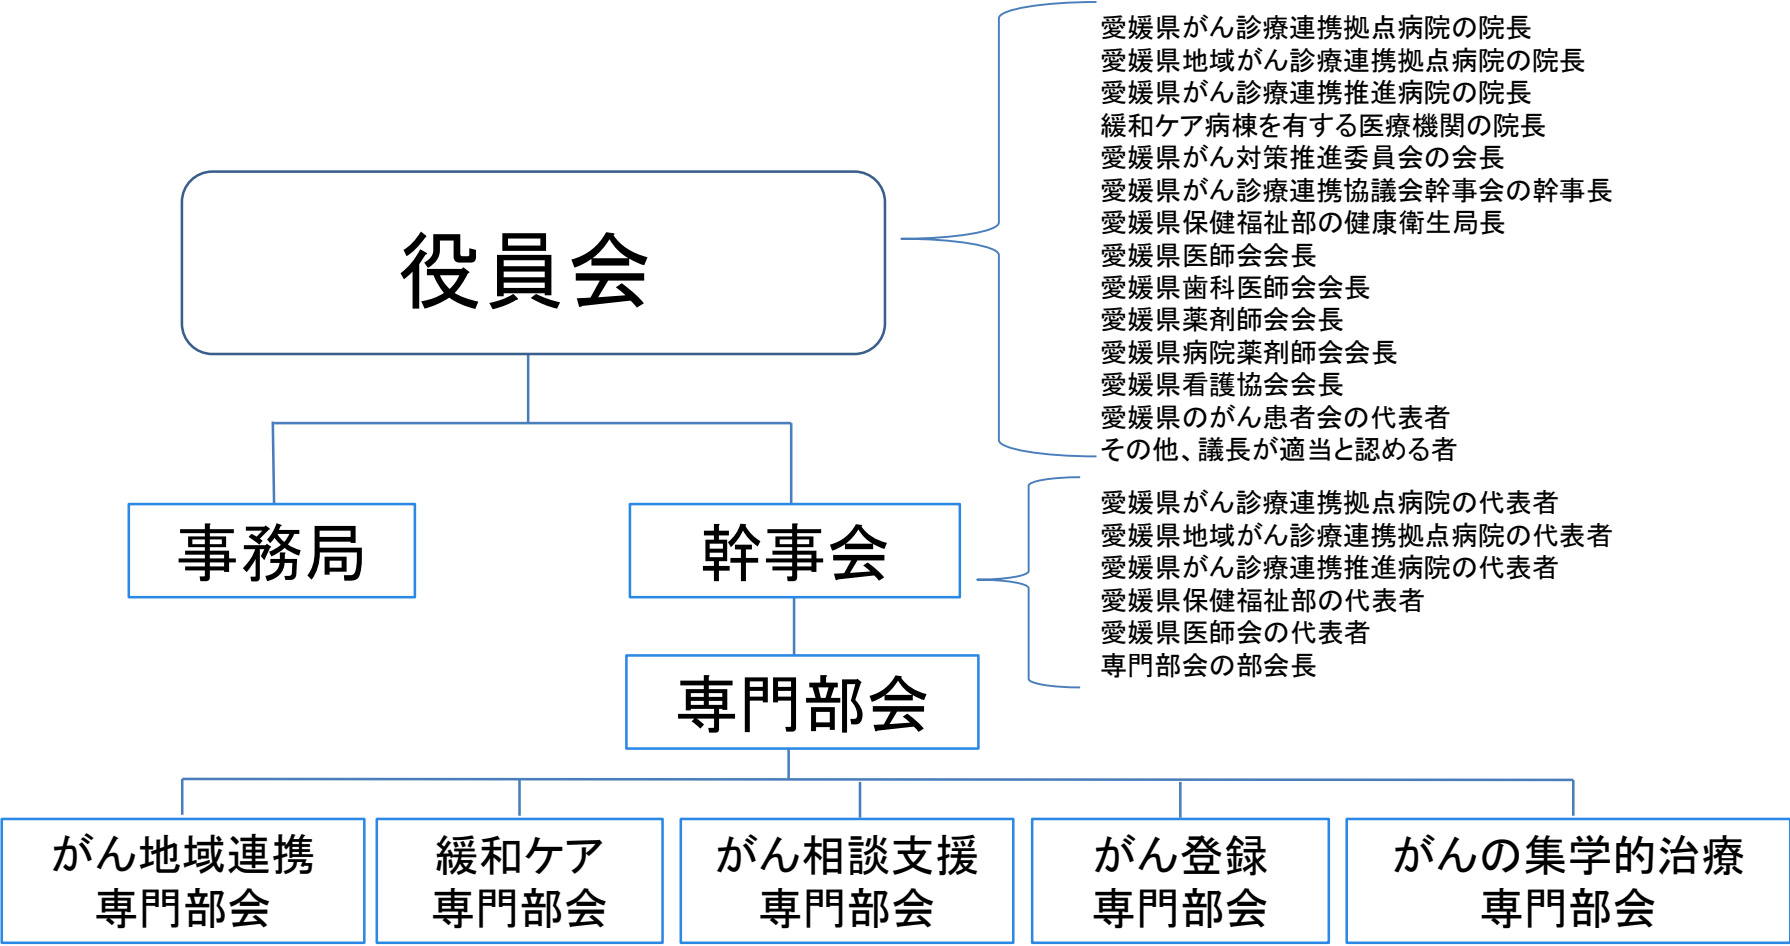 愛媛県がん診療連携拠点病院の院長
愛媛県地域がん診療連携拠点病院の院長
愛媛県がん診療連携推進病院の院長
緩和ケア病棟を有する医療機関の院長
愛媛県がん対策推進委員会の会長
愛媛県がん診療連携協議会幹事会の幹事長
愛媛県保健福祉部の健康衛生局長
愛媛県医師会会長
愛媛県歯科医師会会長
愛媛県薬剤師会会長
愛媛県病院薬剤師会会長
愛媛県看護協会会長
愛媛県のがん患者会の代表者
その他、議長が適当と認める者
役員会
事務局
幹事会
愛媛県がん診療連携拠点病院の代表者
愛媛県地域がん診療連携拠点病院の代表者
愛媛県がん診療連携推進病院の代表者
愛媛県保健福祉部の代表者
愛媛県医師会の代表者
専門部会の部会長
専門部会
がん地域連携
専門部会
緩和ケア
専門部会
がん相談支援
専門部会
がん登録
専門部会
がんの集学的治療
専門部会